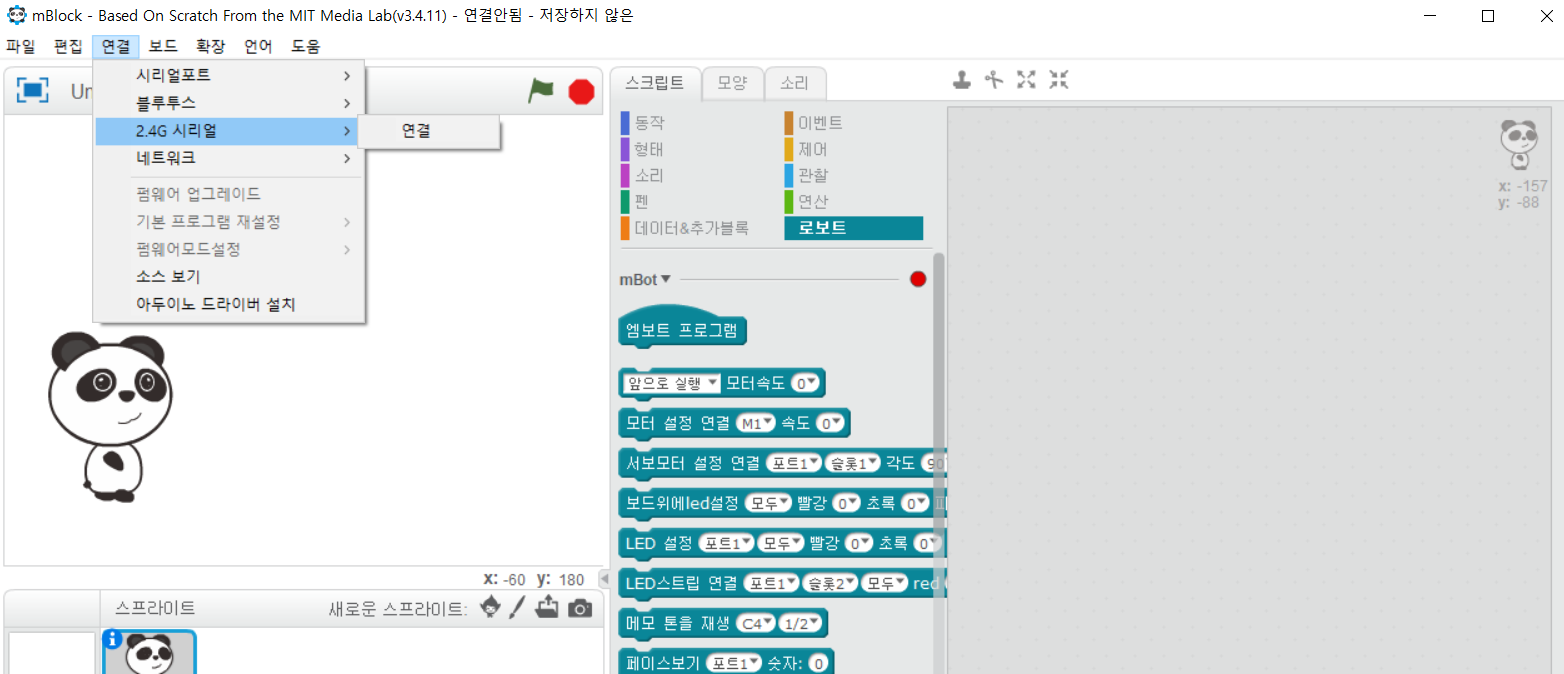 mBlock - Based On Scratch From the MIT Media Lab(v3.4.11) - 연결안됨 - 저장하지 않은
파일 편집 연결 보드 확장 언어 도움
시리얼포트
블루투스
2.4G 시리얼
연결
네트워크
펌웨어 업그레이드
기본 프로그램 재설정
펌웨어모드설정
소스 보기
아두이노 드라이버 설치
Un
x: -60 y: 180
스프라이트 새로운 스프라이트:
스크립트 모양 소리
동작 이벤트
형태 제어
소리 관찰
펜 연산
데이터&추가블록 로보트
mBot
엠보트 프로그램
앞으로 실행 모터속도 0
모터 설정 연결 M1 속도 0
서보모터 설정 연결 포트1 슬롯1 각도 90
보드위에led설정 모두 빨강 0 초록 0
LED 설정 포트1 모두 빨강 0 초록 0
LED스트립 연결 포트1 슬롯2 모두 red
메모 톤을 재생 C4 1/2
페이스보기 포트1 숫자: 0
x: -157
y: -88